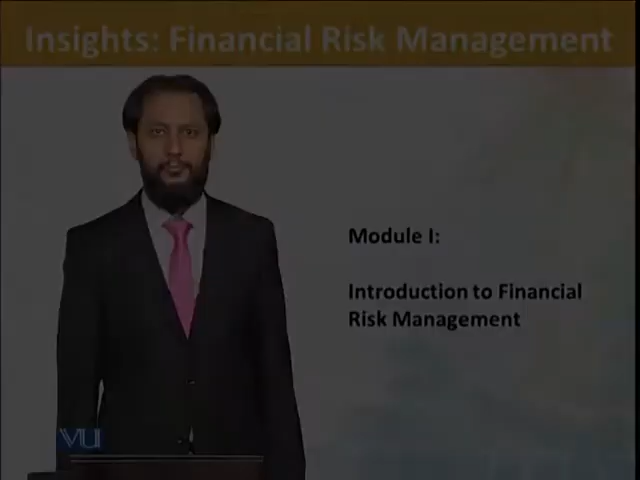 Insights: Financial Risk Management
Module I:
Introduction to Financial
Risk Management
VU